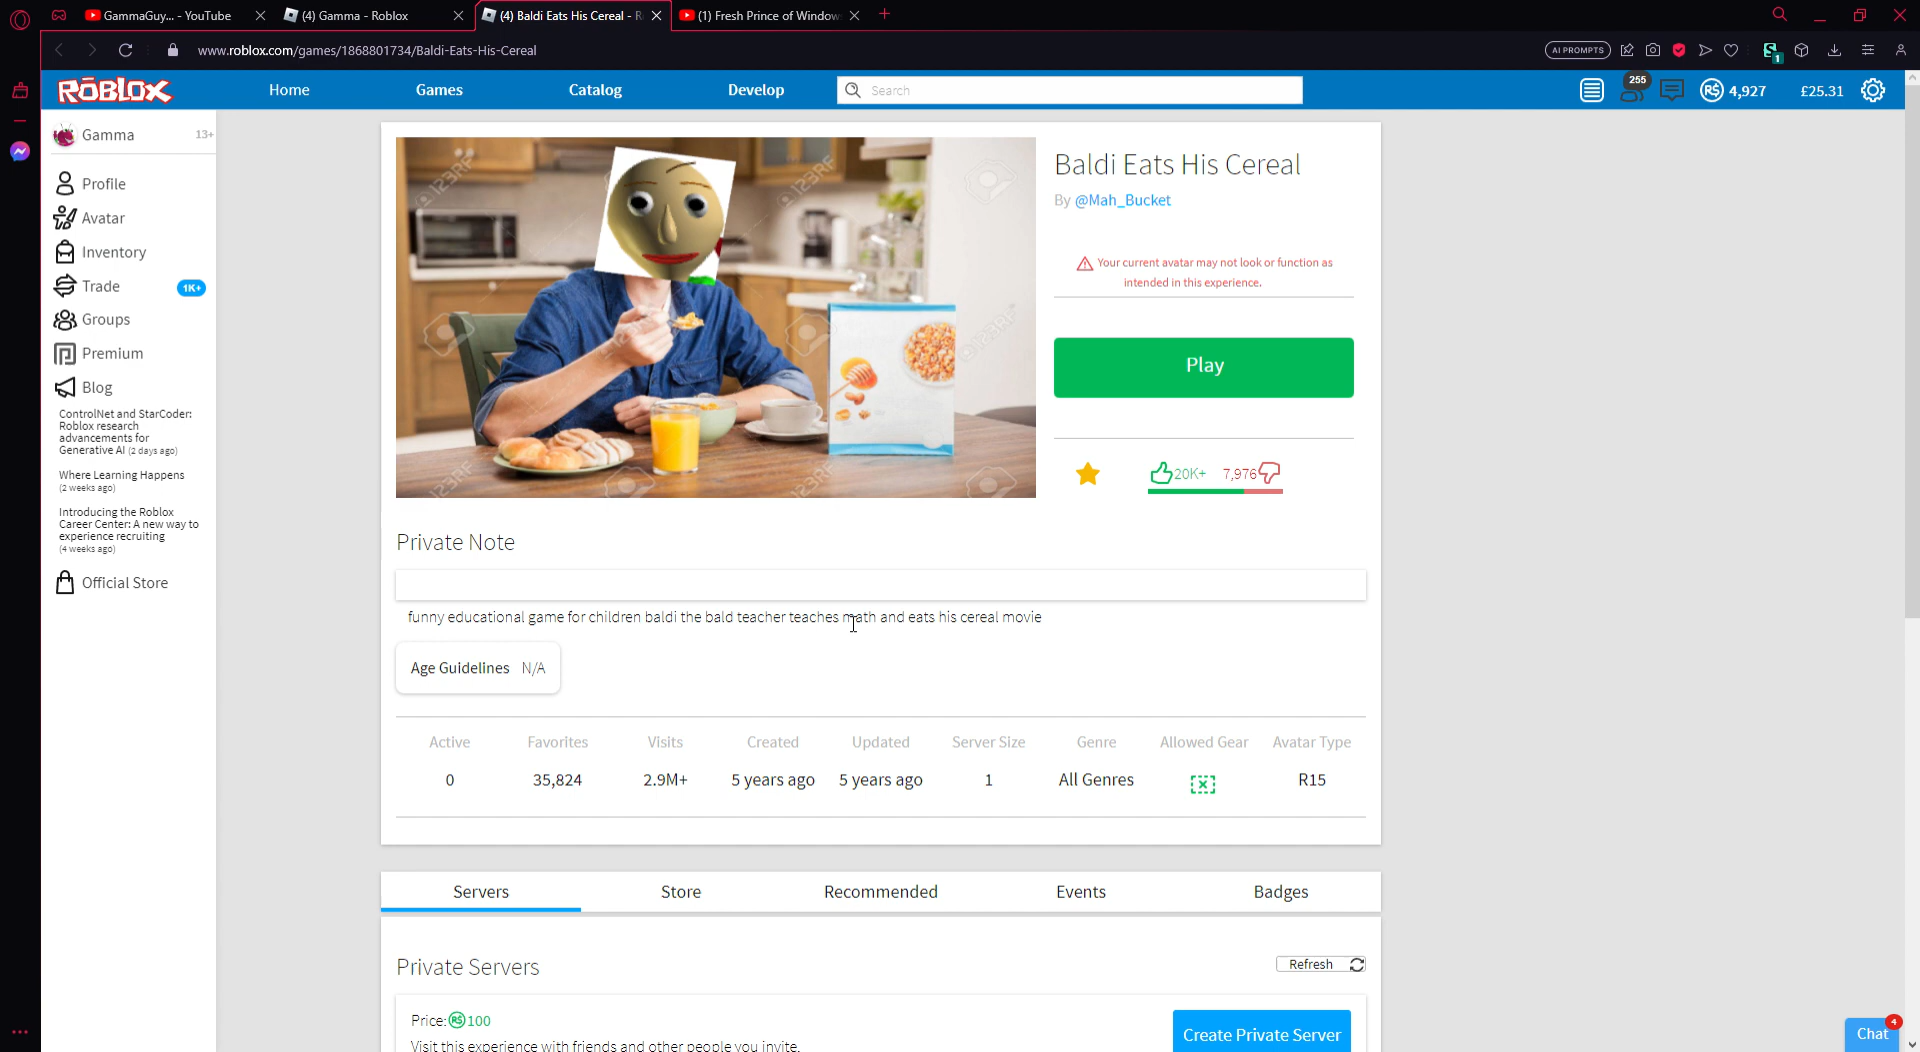 GammaGuy... - YouTube
(4) Gamma - Roblox
(4) Baldi Eats His Cereal - R
(1) Fresh Prince of Window
www.roblox.com/games/1868801734/Baldi-Eats-His-Cereal
AI PROMPTS
1
ROBLOX
Home
Games
Catalog
Develop
Search
255
R$ 4,927
£25.31
Gamma
13+
Profile
Avatar
Inventory
Trade
1K+
Groups
Premium
Blog
ControlNet and StarCoder:
Roblox research
advancements for
Generative AI (2 days ago)
Where Learning Happens
(2 weeks ago)
Introducing the Roblox
Career Center: A new way to
experience recruiting
(4 weeks ago)
Official Store
123RF
123RF
123RF
123RF
123RF
123RF
Baldi Eats His Cereal
By @Mah_Bucket
Your current avatar may not look or function as
intended in this experience.
Play
20K+
7,976
Private Note
funny educational game for children baldi the bald teacher teaches math and eats his cereal movie
Age Guidelines N/A
Active
Favorites
Visits
Created
Updated
Server Size
Genre
Allowed Gear
Avatar Type
0
35,824
2.9M+
5 years ago
5 years ago
1
All Genres
R15
Servers
Store
Recommended
Events
Badges
Private Servers
Refresh
Price: R$ 100
Visit this experience with friends and other people you invite.
Create Private Server
Chat
4